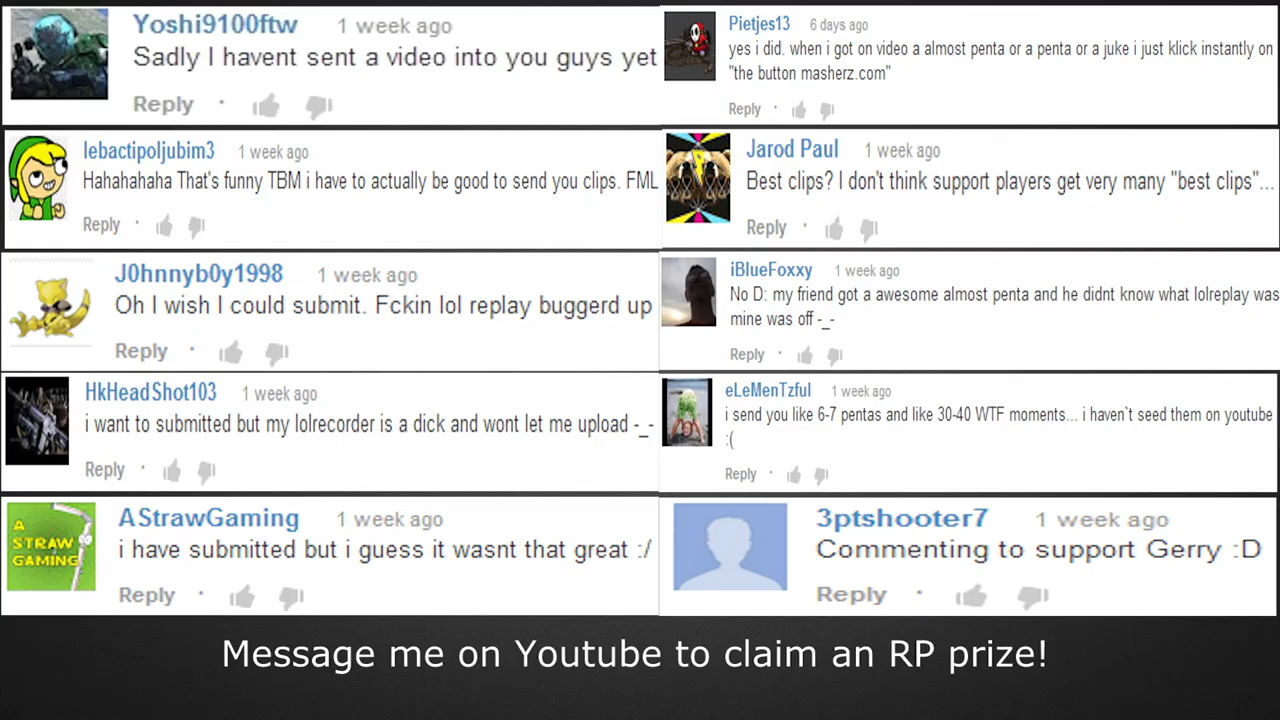 Yoshi9100ftw 1 week ago
Sadly I havent sent a video into you guys yet
Reply
Pietjes13 6 days ago
yes i did. when i got on video a almost penta or a penta or a juke i just klick instantly on
"the button masherz.com"
Reply
lebactipoljubim3 1 week ago
Hahahahaha That's funny TBM i have to actually be good to send you clips. FML
Reply
Jarod Paul 1 week ago
Best clips? I don't think support players get very many "best clips"...
Reply
J0hnnyb0y1998 1 week ago
Oh I wish I could submit. Fckin lol replay buggerd up
Reply
iBlueFoxxy 1 week ago
No D: my friend got a awesome almost penta and he didnt know what lolreplay was
mine was off -_-
Reply
HkHeadShot103 1 week ago
i want to submitted but my lolrecorder is a dick and wont let me upload -_-
Reply
eLeMenTzful 1 week ago
i send you like 6-7 pentas and like 30-40 WTF moments... i haven`t seed them on youtube
:(
Reply
A
STRAW
GAMING
AStrawGaming 1 week ago
i have submitted but i guess it wasnt that great :/
Reply
3ptshooter7 1 week ago
Commenting to support Gerry :D
Reply
Message me on Youtube to claim an RP prize!